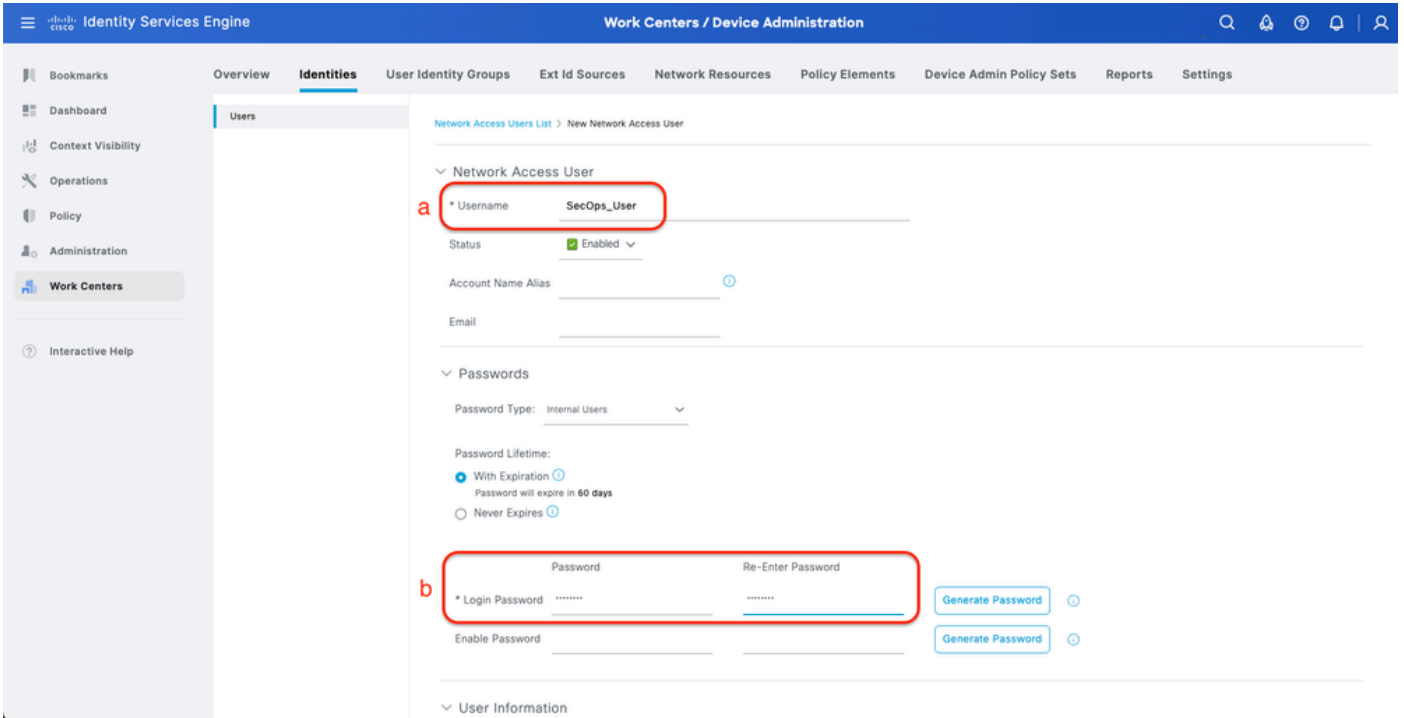 cisco Identity Services Engine
Work Centers / Device Administration
Bookmarks
Dashboard
Context Visibility
Operations
Policy
Administration
Work Centers
Interactive Help
Overview Identities User Identity Groups Ext Id Sources Network Resources Policy Elements Device Admin Policy Sets Reports Settings
Users
Network Access Users List > New Network Access User
Network Access User
a
* Username SecOps_User
Status Enabled
Account Name Alias
Email
Passwords
Password Type: Internal Users
Password Lifetime:
With Expiration
Password will expire in 60 days
Never Expires
b
Password Re-Enter Password
* Login Password ········ ········ Generate Password
Enable Password Generate Password
User Information